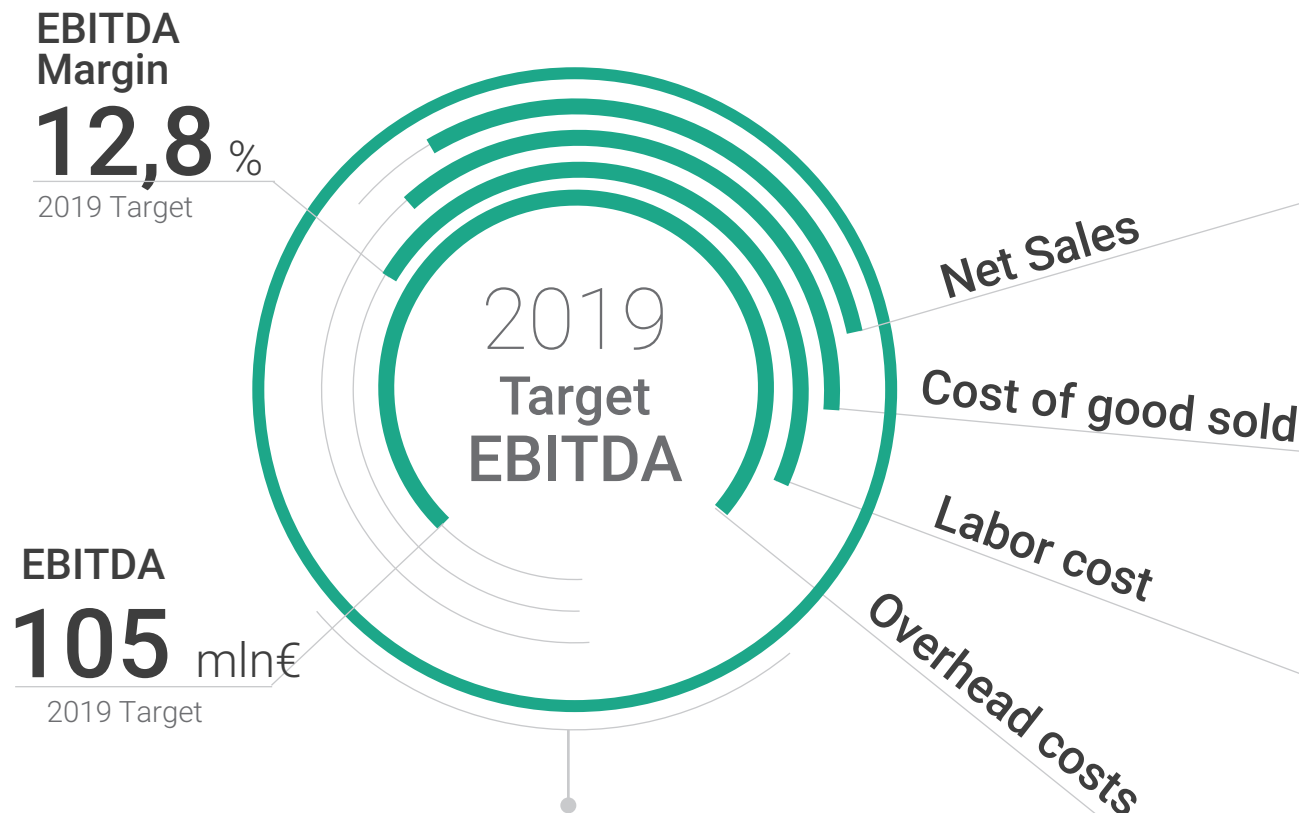 EBITDA
Margin
12,8 %
2019 Target
2019
Target
EBITDA
Net Sales
Cost of good sold
Labor cost
Overhead costs
EBITDA
105 mln€
2019 Target